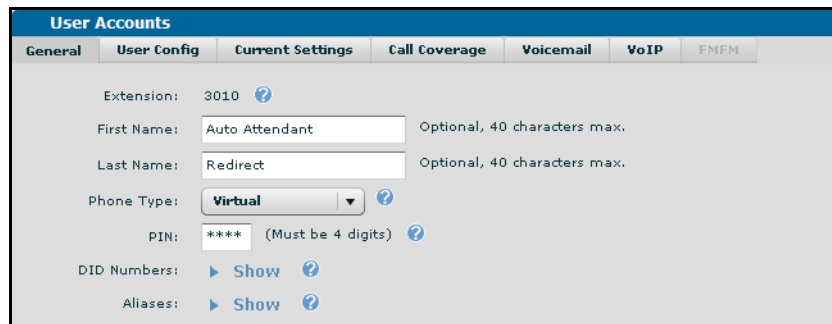 User Accounts
General User Config Current Settings Call Coverage Voicemail VoIP FMFM
Extension: 3010 ?
First Name: Auto Attendant Optional, 40 characters max.
Last Name: Redirect Optional, 40 characters max.
Phone Type: Virtual ?
PIN: **** (Must be 4 digits) ?
DID Numbers: Show ?
Aliases: Show ?